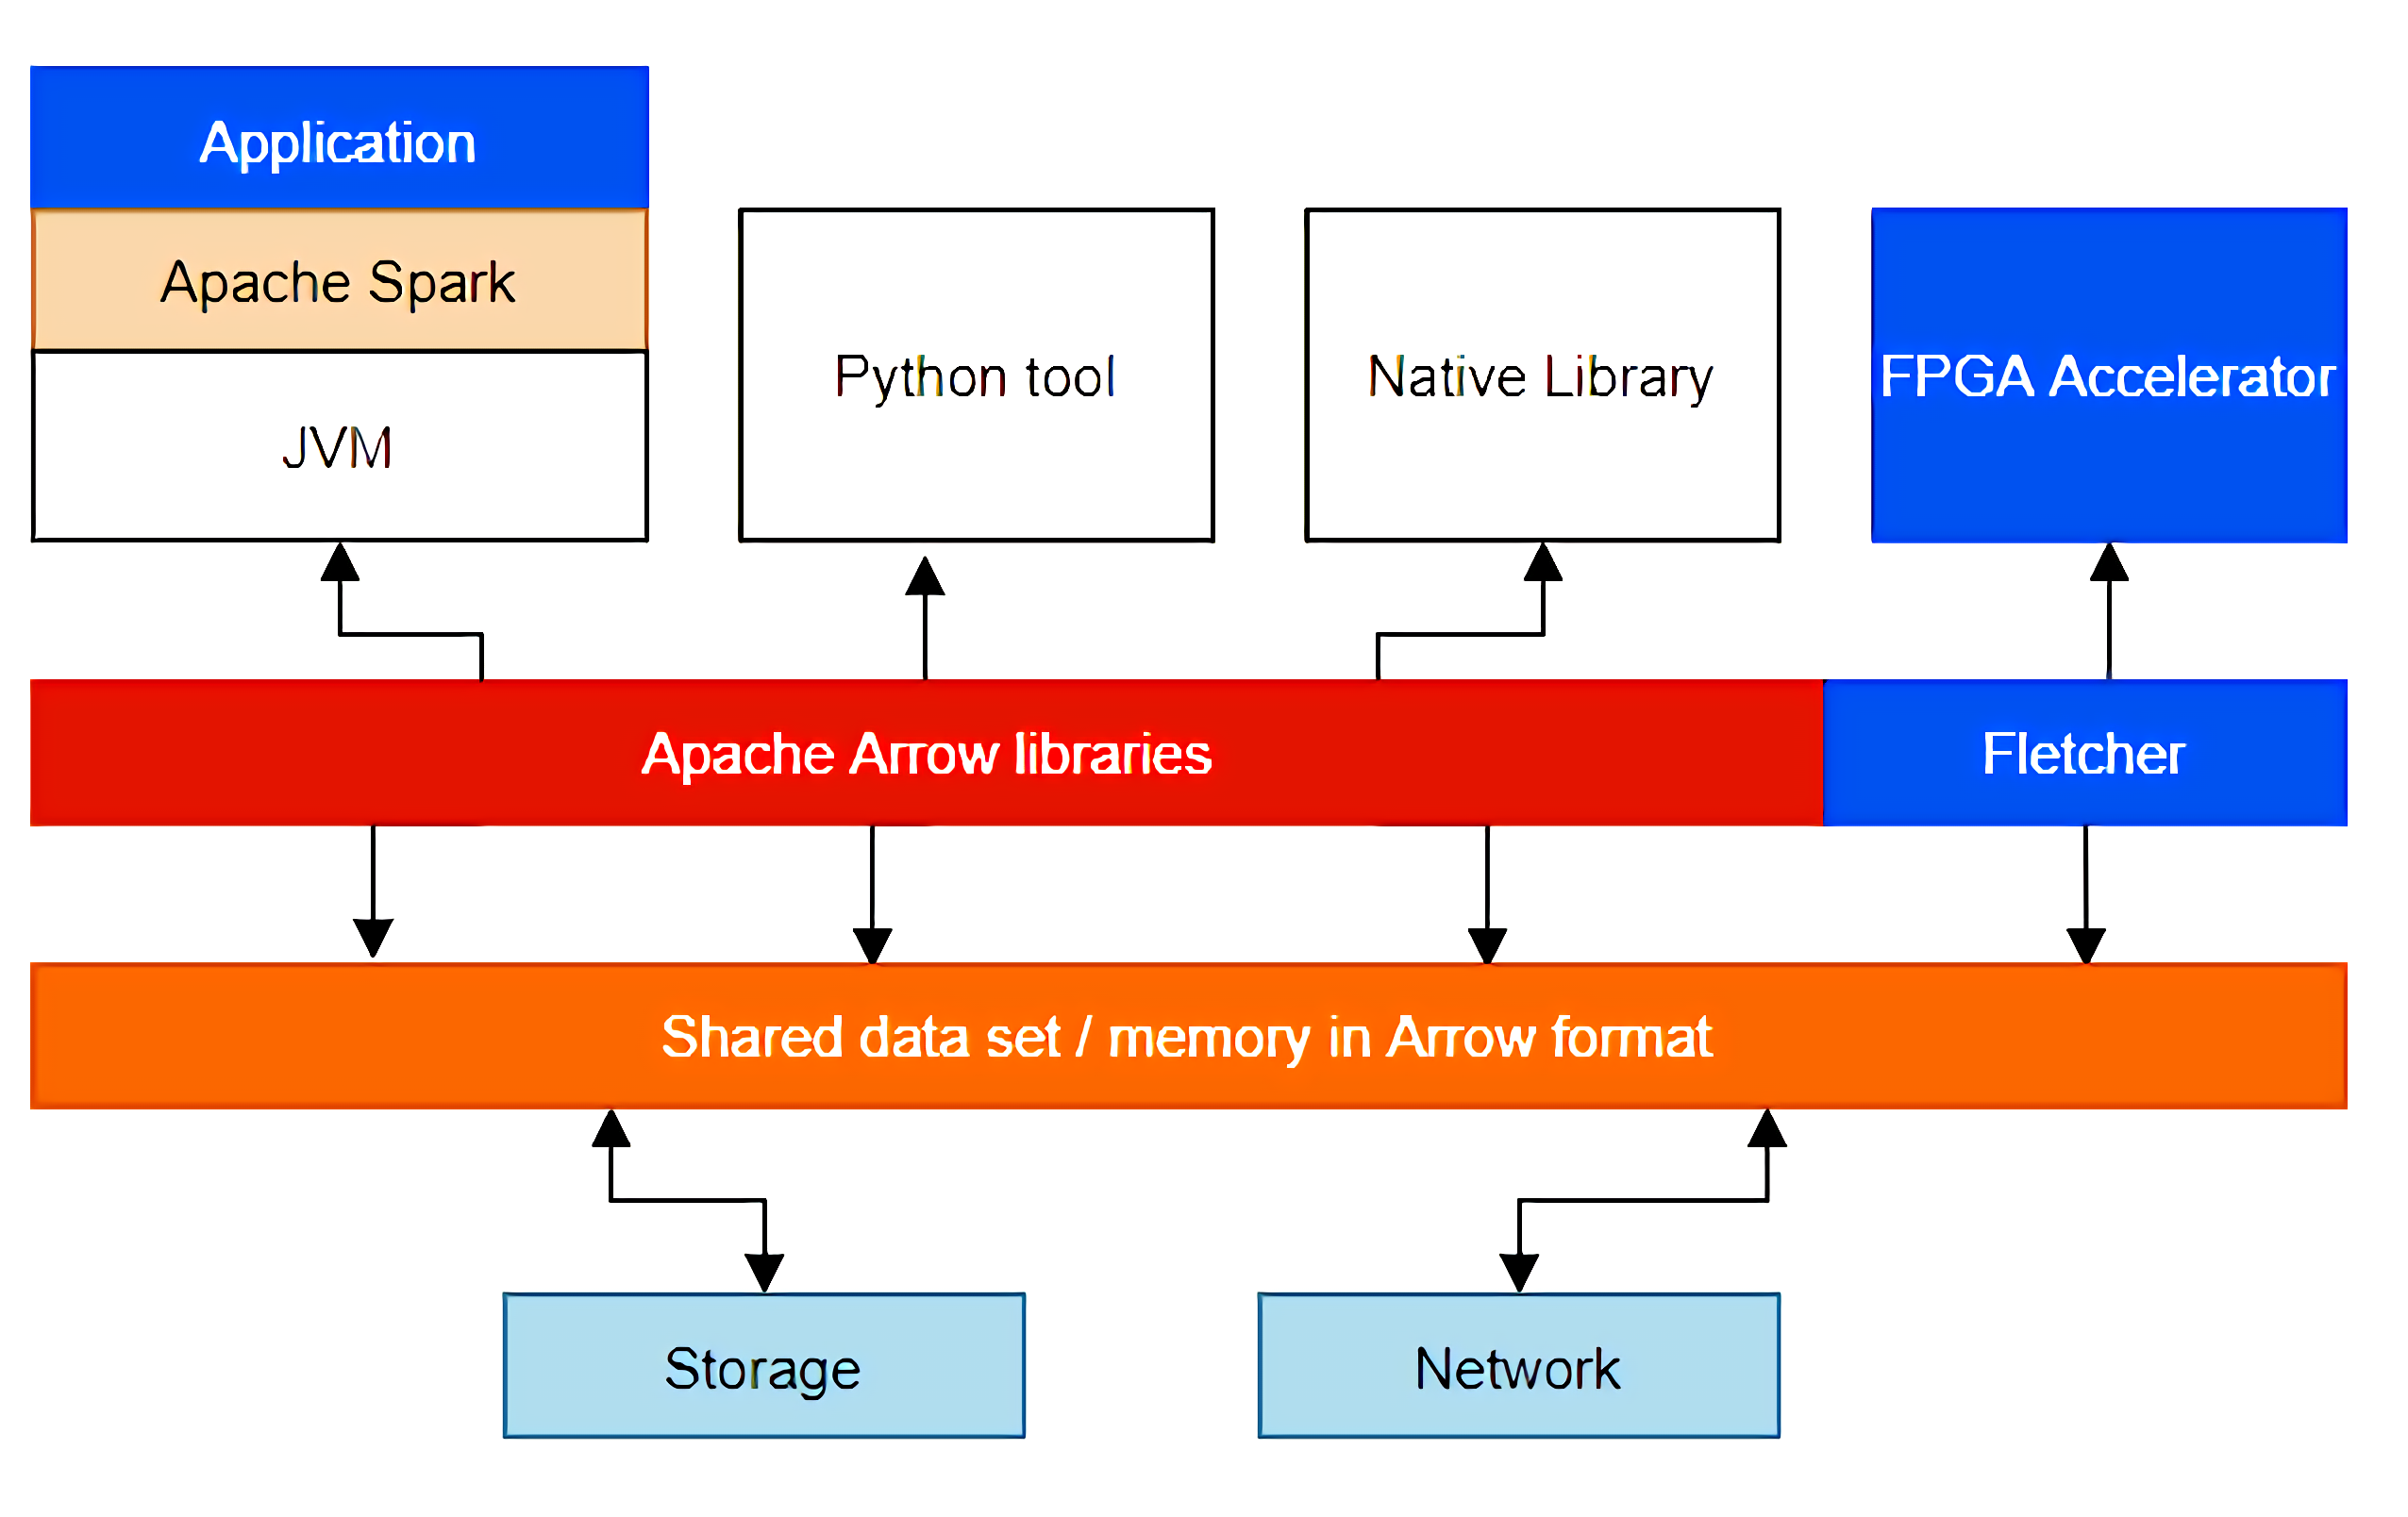 Application
Apache Spark
JVM
Python tool
Native Library
FPGA Accelerator
Apache Arrow libraries
Fletcher
Shared data set / memory in Arrow format
Storage
Network